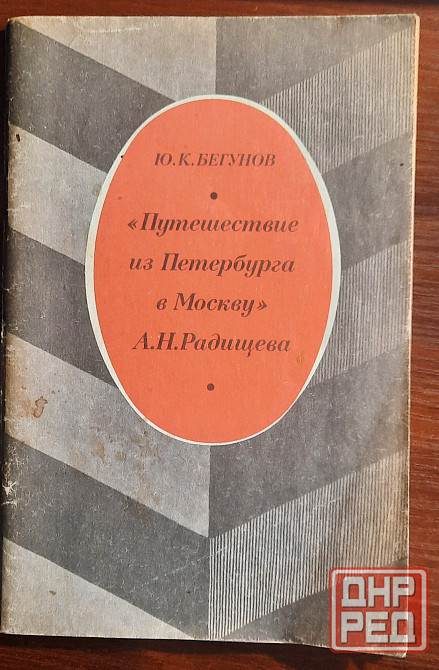 Ю.К.БЕГУНОВ
«Путешествие
из Петербурга
в Москву»
А.Н.Радищева
ДНР
РЕД